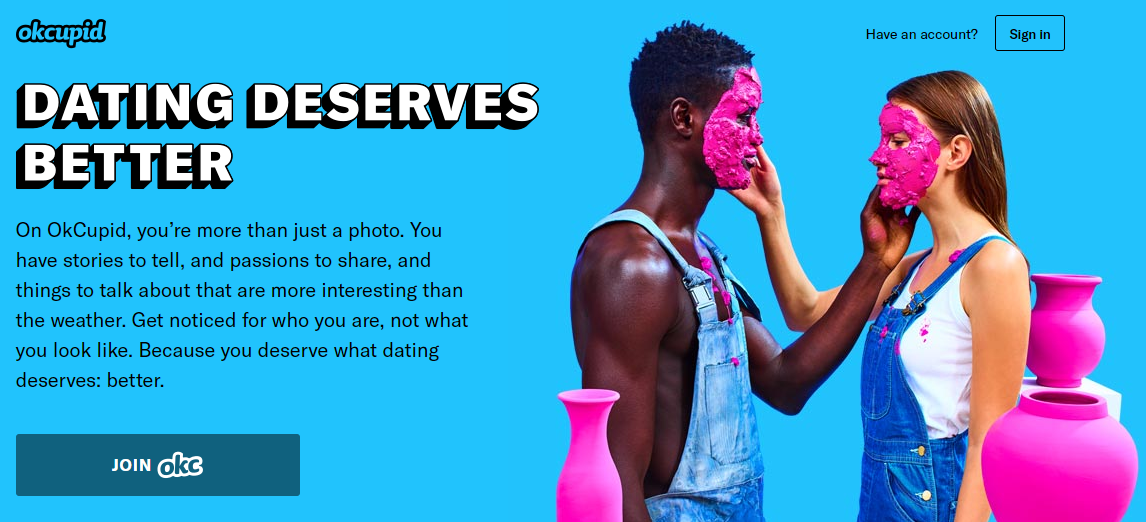 okcupid
Have an account?
Sign in
DATING DESERVES
BETTER
On OkCupid, you’re more than just a photo. You
have stories to tell, and passions to share, and
things to talk about that are more interesting than
the weather. Get noticed for who you are, not what
you look like. Because you deserve what dating
deserves: better.
JOIN okc